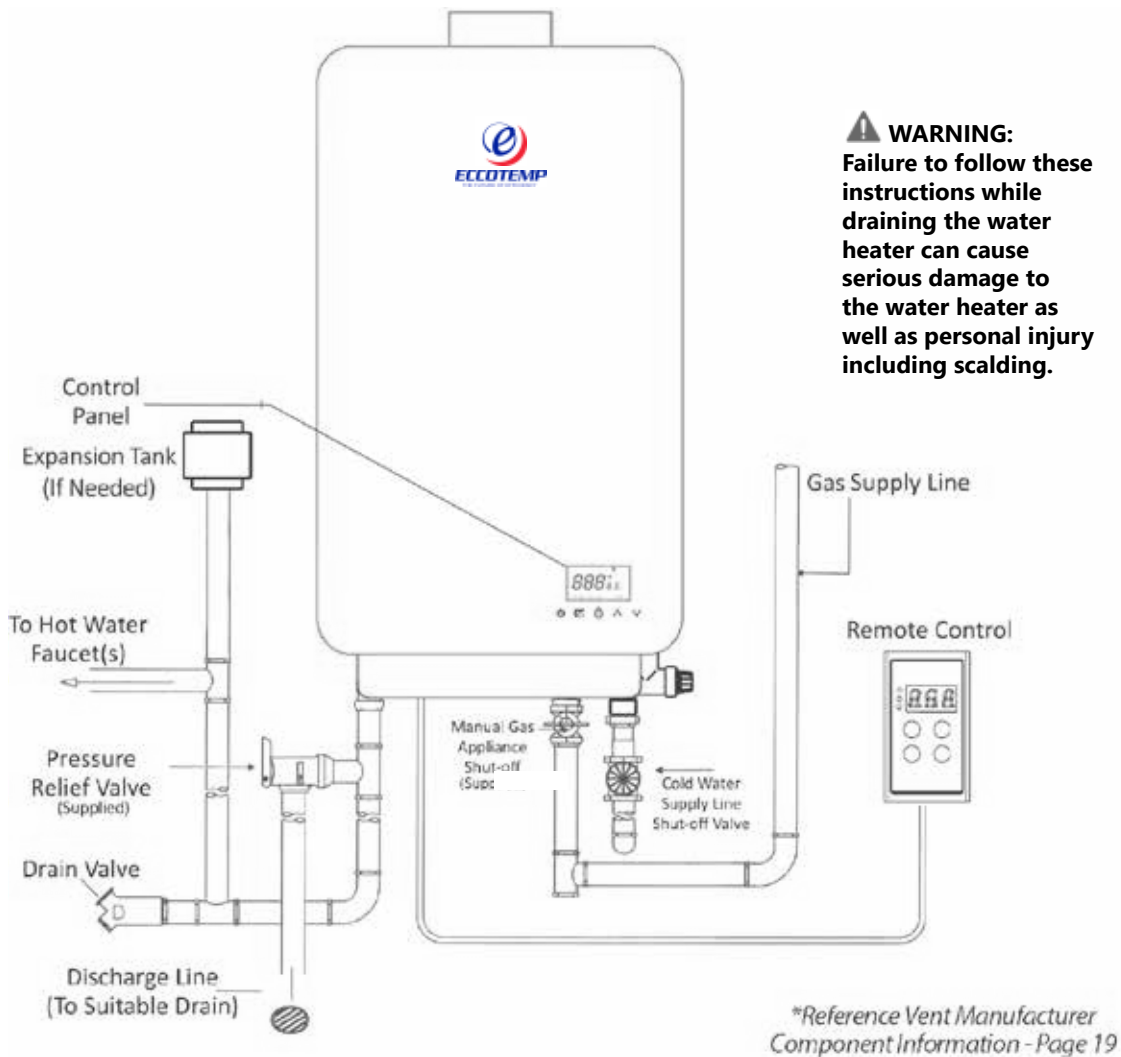 ECCOTEMP
WARNING:
Failure to follow these
instructions while
draining the water
heater can cause
serious damage to
the water heater as
well as personal injury
including scalding.
Control
Panel
Expansion Tank
(If Needed)
Gas Supply Line
888
To Hot Water
Faucet(s)
Remote Control
Manual Gas
Appliance
Shut-off
Pressure
Relief Valve
(Supplied)
Cold Water
Supply Line
Shut-off Valve
Drain Valve
Discharge Line
(To Suitable Drain)
*Reference Vent Manufacturer
Component Information - Page 19